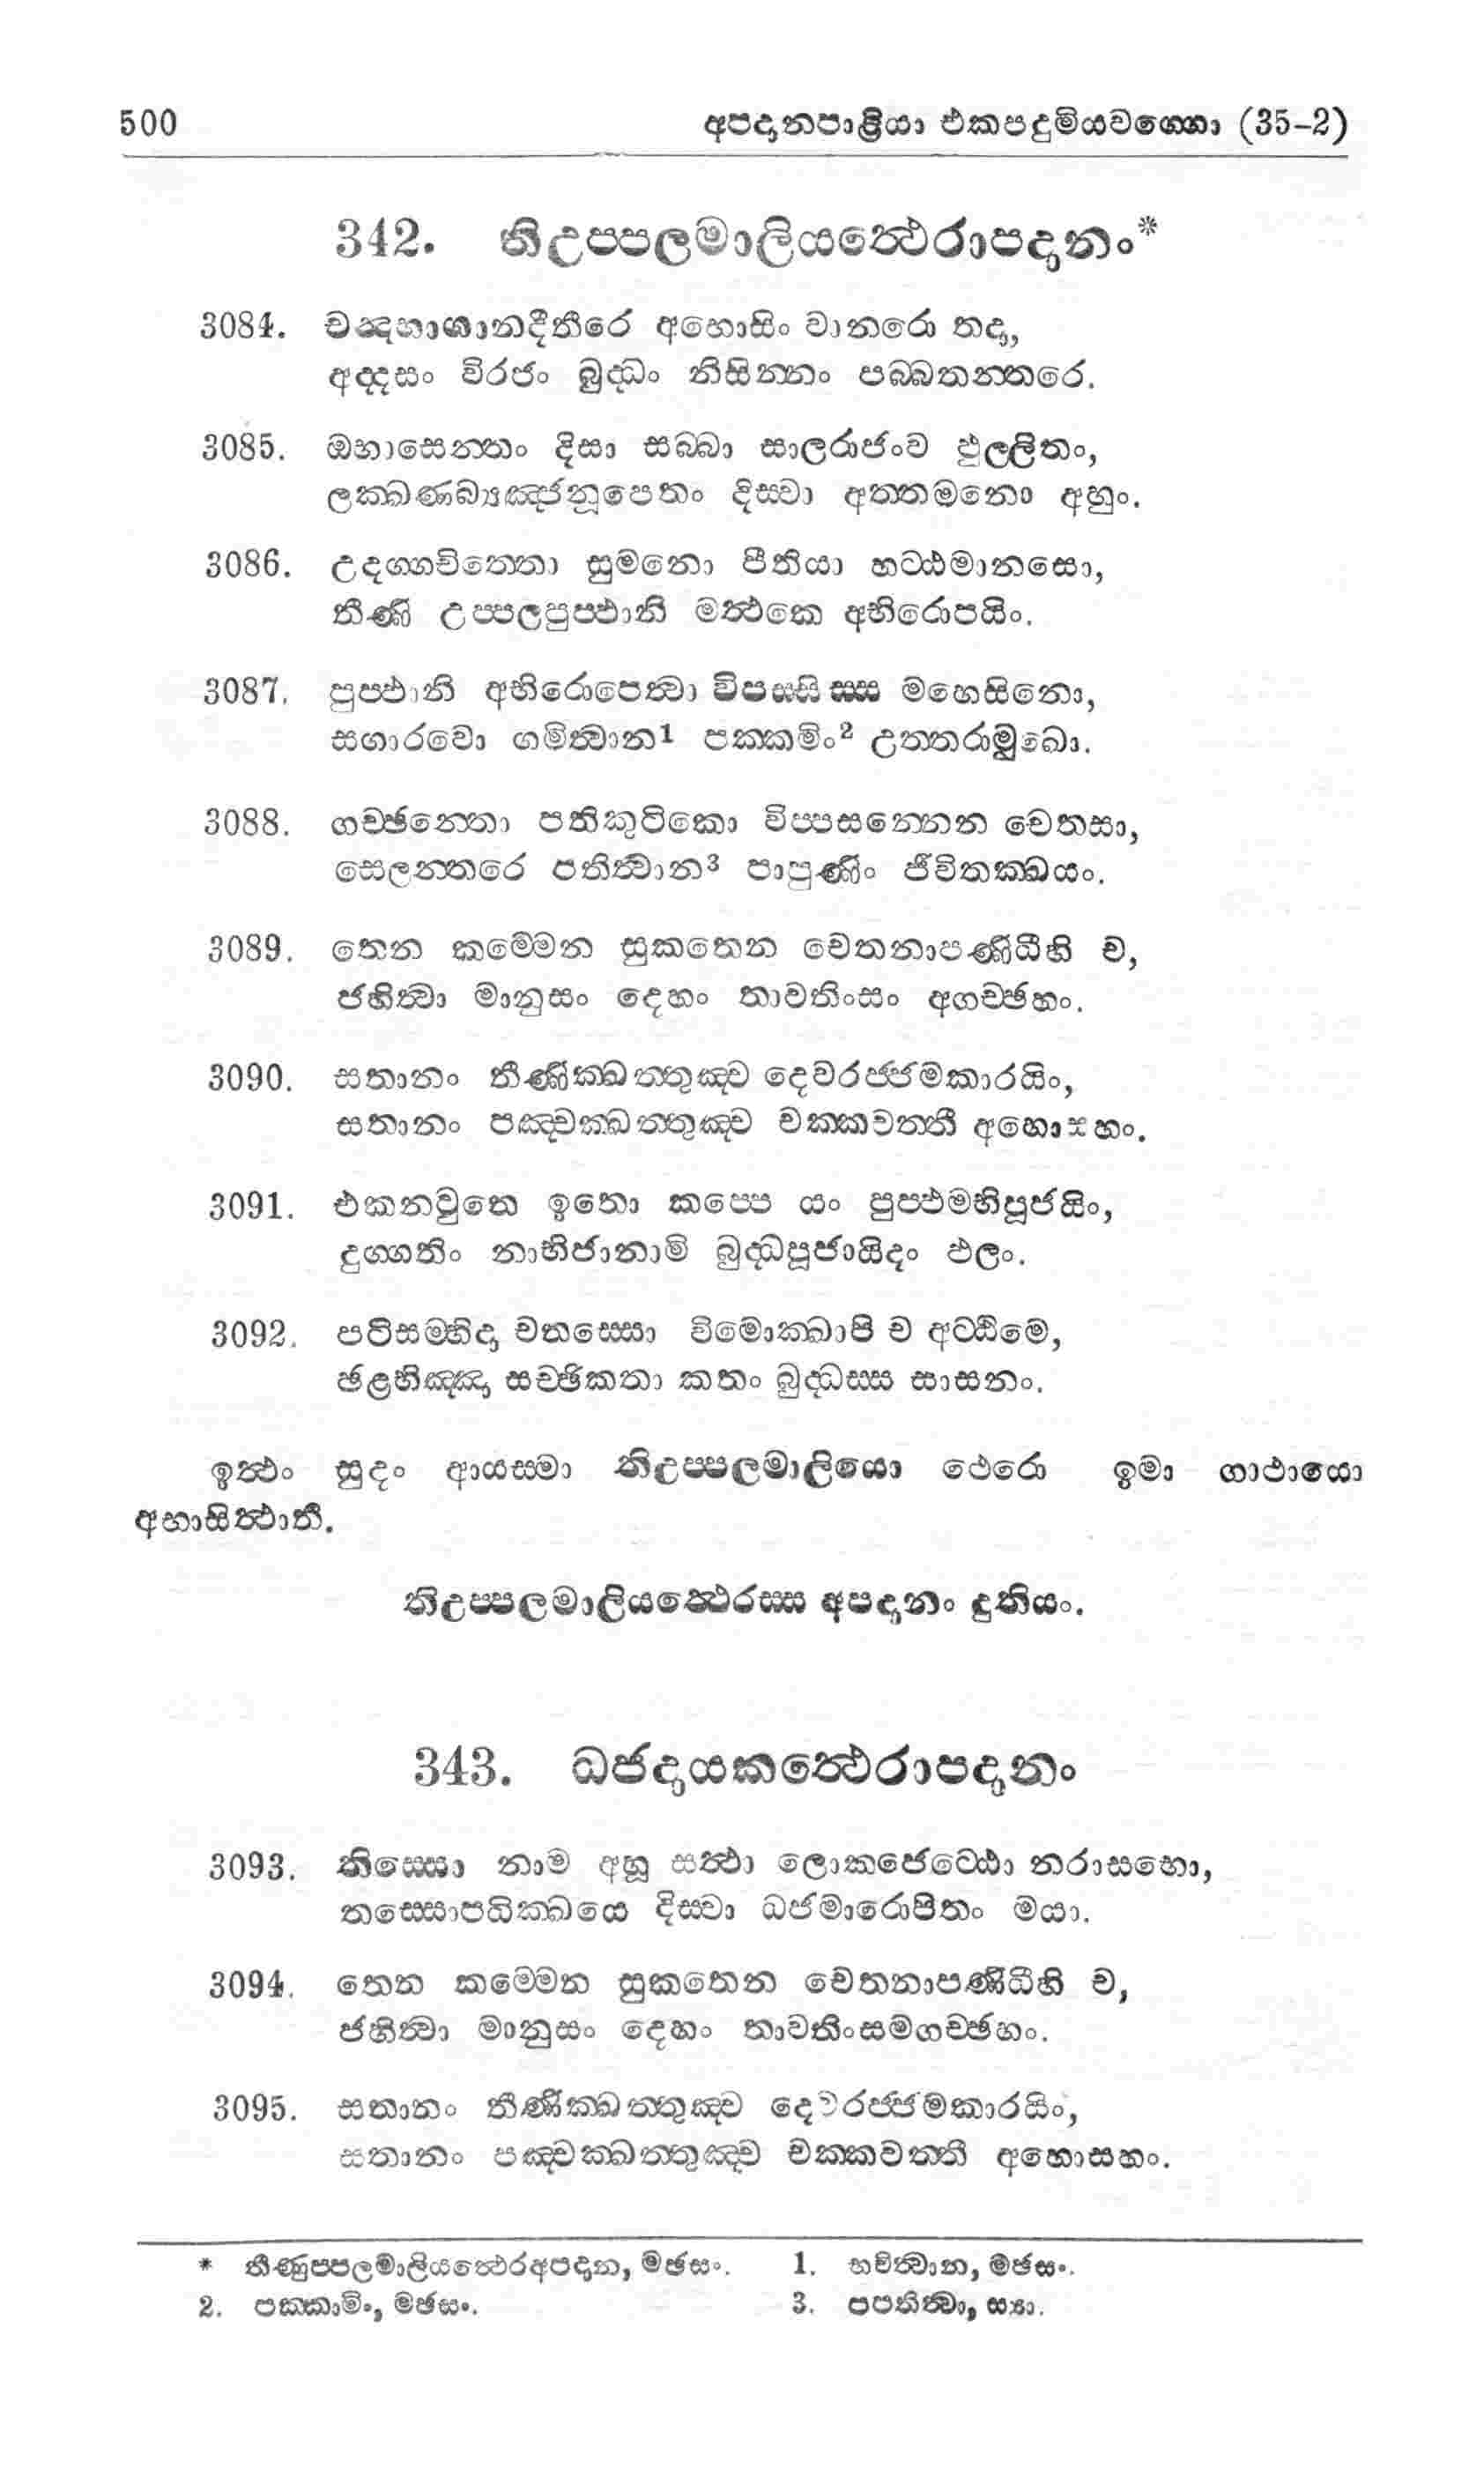 500 අපදානපාළියා එකපදුමියවග්ගො (35-2)
342. තිඋප්පලමාලියත්ථෙරාපදානං*
3084. චන්දභාගානදීතීරෙ අහොසිං වානරො තදා,
අද්දසං විරජං බුද්ධං නිසින්නං පබ්බතන්තරෙ.
3085. ඔභාසෙන්තං දිසා සබ්බා සාලරාජංව ඵුල්ලිතං,
ලක්ඛණබ්‍යඤ්ජනූපෙතං දිස්වා අත්තමනො අහුං.
3086. උදග්ගචිත්තො සුමනො පීතියා හට්ඨමානසො,
තීණි උප්පලපුප්ඵානි මත්ථකෙ අභිරොපයිං.
3087. පුප්ඵානි අභිරොපෙත්වා විපස්සිස්ස මහෙසිනො,
සගාරවො ගමිත්වාන1 පක්කමිං2 උත්තරාමුඛො.
3088. ගච්ඡන්තො පතිකුටිකො විප්පසන්නෙන චෙතසා,
සෙලන්තරෙ පතිත්වාන3 පාපුණිං ජීවිතක්ඛයං.
3089. තෙන කම්මෙන සුකතෙන චෙතනාපණිධීහි ච,
ජහිත්වා මානුසං දෙහං තාවතිංසං අගච්ඡහං.
3090. සතානං තීණික්ඛත්තුඤ්ච දෙවරජ්ජමකාරයිං,
සතානං පඤ්චක්ඛත්තුඤ්ච චක්කවත්තී අහොසහං.
3091. එකනවුතෙ ඉතො කප්පෙ යං පුප්ඵමභිපූජයිං,
දුග්ගතිං නාභිජානාමි බුද්ධපූජායිදං ඵලං.
3092. පටිසම්භිදා චතස්සො විමොක්ඛාපි ච අට්ඨිමෙ,
ඡළභිඤ්ඤා සච්ඡිකතා කතං බුද්ධස්ස සාසනං.
ඉත්ථං සුදං ආයස්මා තිඋප්පලමාලියො ථෙරො ඉමා ගාථායො
අභාසිත්ථාති.
තිඋප්පලමාලියත්ථෙරස්ස අපදානං දුතියං.
343. ධජදායකත්ථෙරාපදානං
3093. තිස්සො නාම අහූ සත්ථා ලොකජෙට්ඨො නරාසභො,
තස්සොපධික්ඛයෙ දිස්වා ධජමාරොපිතං මයා.
3094. තෙන කම්මෙන සුකතෙන චෙතනාපණිධීහි ච,
ජහිත්වා මානුසං දෙහං තාවතිංසමගච්ඡහං.
3095. සතානං තීණික්ඛත්තුඤ්ච දෙවරජ්ජමකාරයිං,
සතානං පඤ්චක්ඛත්තුඤ්ච චක්කවත්තී අහොසහං.
* තීණුප්පලමාලියත්ථෙරඅපදාන, මඡසං. 1. භවිත්වාන, මඡසං.
2. පක්කාමිං, මඡසං. 3. පපතිත්වා, ස්‍යා.